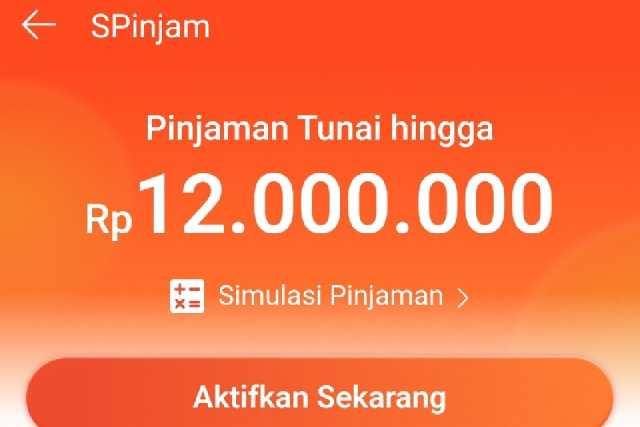 SPinjam
Pinjaman Tunai hingga
Rp12.000.000
Simulasi Pinjaman
Aktifkan Sekarang